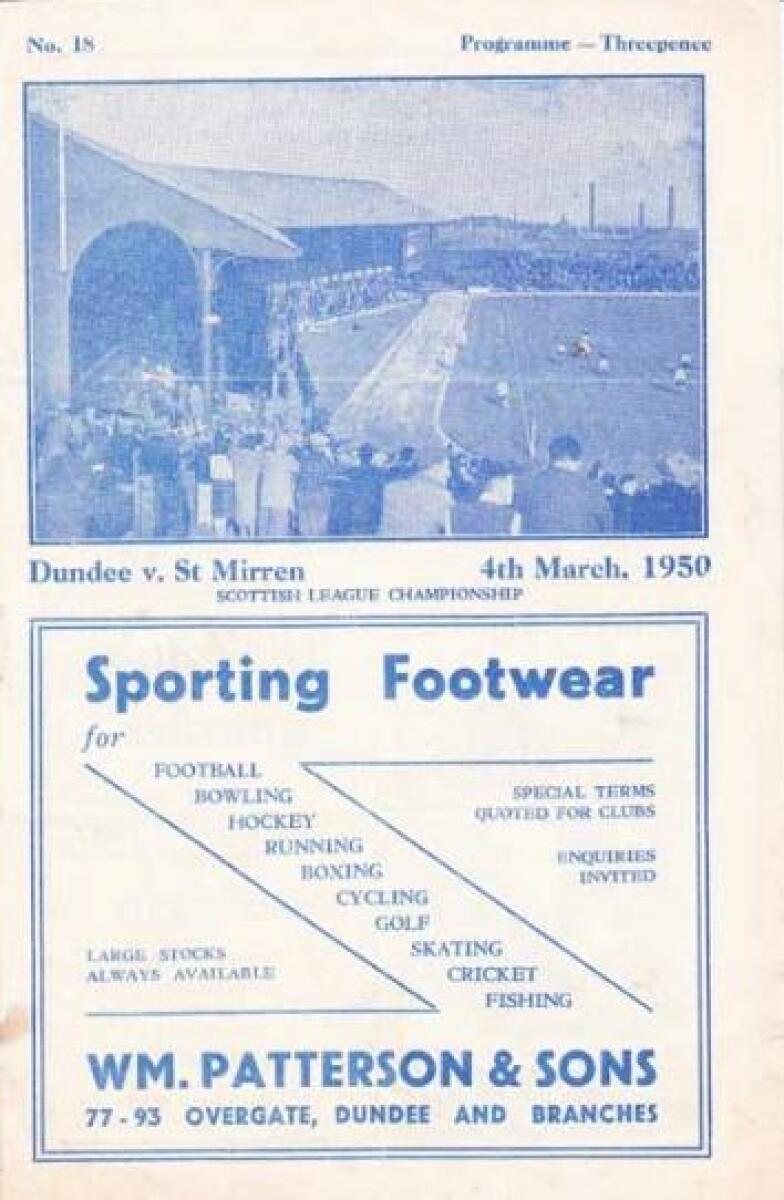 No. 18 Programme — Threepence
Dundee v. St Mirren 4th March, 1950
SCOTTISH LEAGUE CHAMPIONSHIP
Sporting Footwear
for
FOOTBALL
BOWLING
HOCKEY
RUNNING
BOXING
CYCLING
GOLF
SKATING
CRICKET
FISHING
SPECIAL TERMS
QUOTED FOR CLUBS
ENQUIRIES
INVITED
LARGE STOCKS
ALWAYS AVAILABLE
WM. PATTERSON & SONS
77-93 OVERGATE, DUNDEE AND BRANCHES